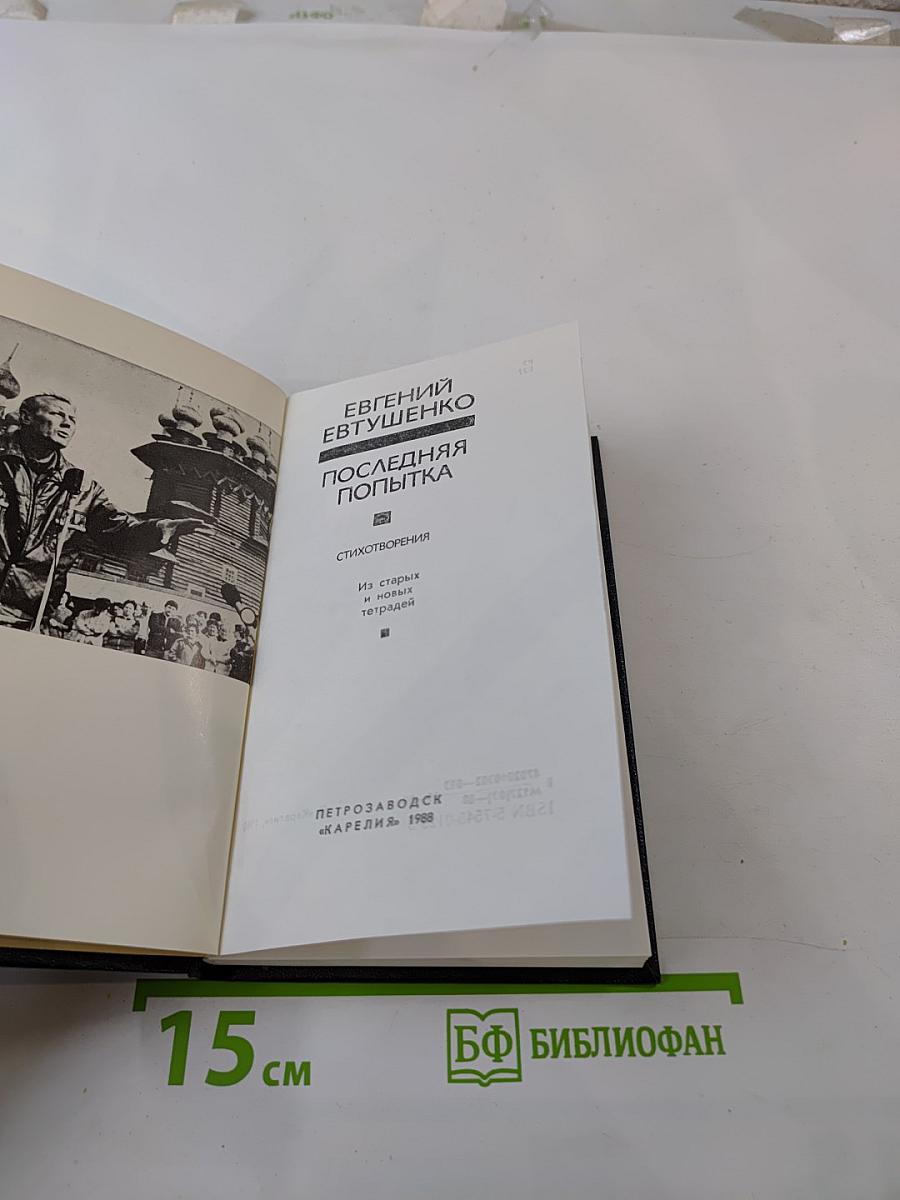 ЕВГЕНИЙ
ЕВТУШЕНКО
ПОСЛЕДНЯЯ
ПОПЫТКА
СТИХОТВОРЕНИЯ
Из старых
и новых
тетрадей
ПЕТРОЗАВОДСК
«КАРЕЛИЯ» 1988
15 см
БФ БИБЛИОФАН